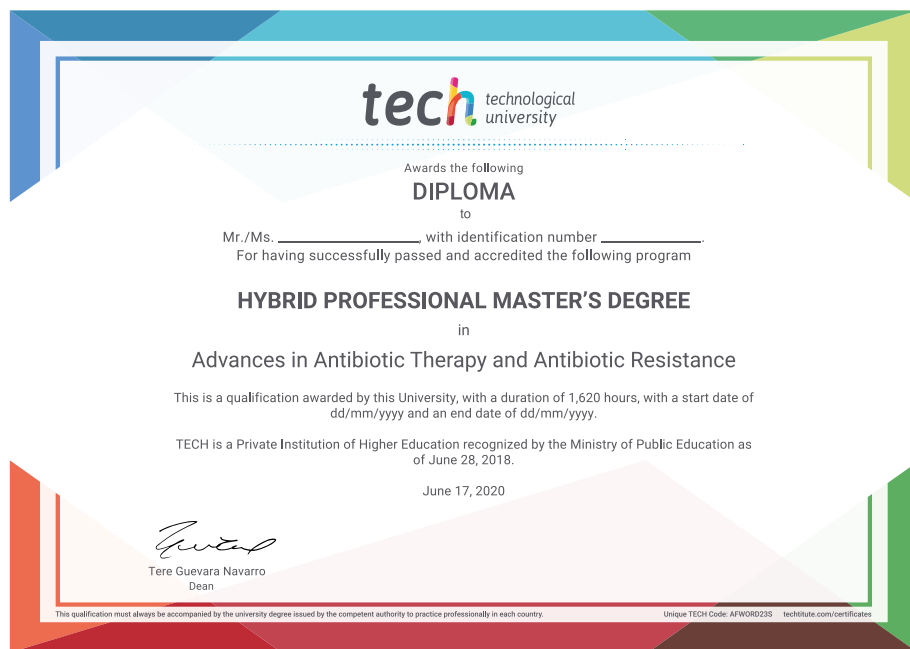 tech technological
university
Awards the following
DIPLOMA
to
Mr./Ms. ________________, with identification number ____________.
For having successfully passed and accredited the following program
HYBRID PROFESSIONAL MASTER'S DEGREE
in
Advances in Antibiotic Therapy and Antibiotic Resistance
This is a qualification awarded by this University, with a duration of 1,620 hours, with a start date of
dd/mm/yyyy and an end date of dd/mm/yyyy.
TECH is a Private Institution of Higher Education recognized by the Ministry of Public Education as
of June 28, 2018.
June 17, 2020
Tere Guevara Navarro
Dean
This qualification must always be accompanied by the university degree issued by the competent authority to practice professionally in each country. Unique TECH Code: AFWORD23S techtitute.com/certificates